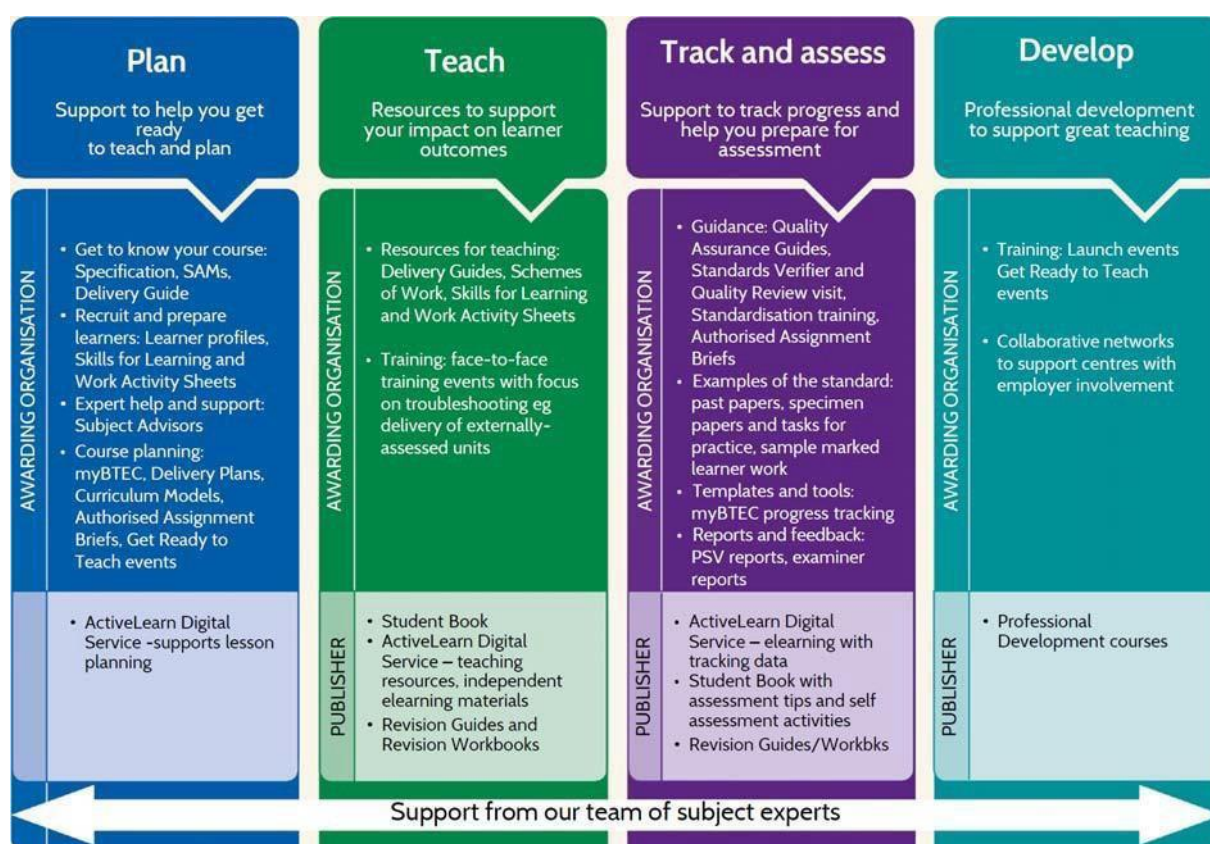 Plan
Support to help you get
ready
to teach and plan
AWARDING ORGANISATION
• Get to know your course:
Specification, SAMs,
Delivery Guide
• Recruit and prepare
learners: Learner profiles,
Skills for Learning and
Work Activity Sheets
• Expert help and support:
Subject Advisors
• Course planning:
myBTEC, Delivery Plans,
Curriculum Models,
Authorised Assignment
Briefs, Get Ready to
Teach events
• ActiveLearn Digital
Service -supports lesson
planning
Teach
Resources to support
your impact on learner
outcomes
AWARDING ORGANISATION
• Resources for teaching:
Delivery Guides, Schemes
of Work, Skills for Learning
and Work Activity Sheets
• Training: face-to-face
training events with focus
on troubleshooting eg
delivery of externally-
assessed units
PUBLISHER
• Student Book
• ActiveLearn Digital
Service – teaching
resources, independent
elearning materials
• Revision Guides and
Revision Workbooks
Track and assess
Support to track progress and
help you prepare for
assessment
AWARDING ORGANISATION
• Guidance: Quality
Assurance Guides,
Standards Verifier and
Quality Review visit,
Standardisation training,
Authorised Assignment
Briefs
• Examples of the standard:
past papers, specimen
papers and tasks for
practice, sample marked
learner work
• Templates and tools:
myBTEC progress tracking
• Reports and feedback:
PSV reports, examiner
reports
PUBLISHER
• ActiveLearn Digital
Service – elearning with
tracking data
• Student Book with
assessment tips and self
assessment activities
• Revision Guides/Workbks
Develop
Professional development
to support great teaching
AWARDING ORGANISATION
• Training: Launch events
Get Ready to Teach
events
• Collaborative networks
to support centres with
employer involvement
PUBLISHER
• Professional
Development courses
Support from our team of subject experts